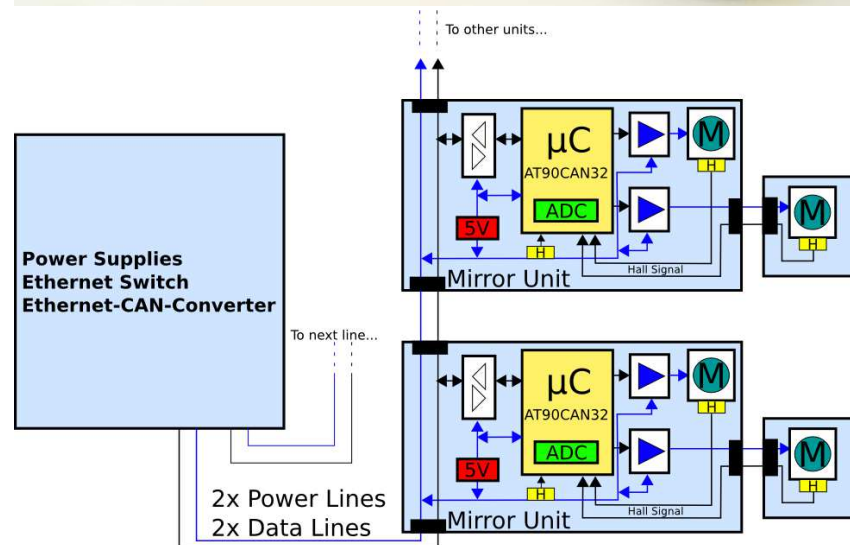 To other units...
µC
AT90CAN32
ADC
5V
H
M
H
M
H
Hall Signal
Mirror Unit
Power Supplies
Ethernet Switch
Ethernet-CAN-Converter
To next line...
µC
AT90CAN32
ADC
5V
H
M
H
M
H
Hall Signal
Mirror Unit
2x Power Lines
2x Data Lines